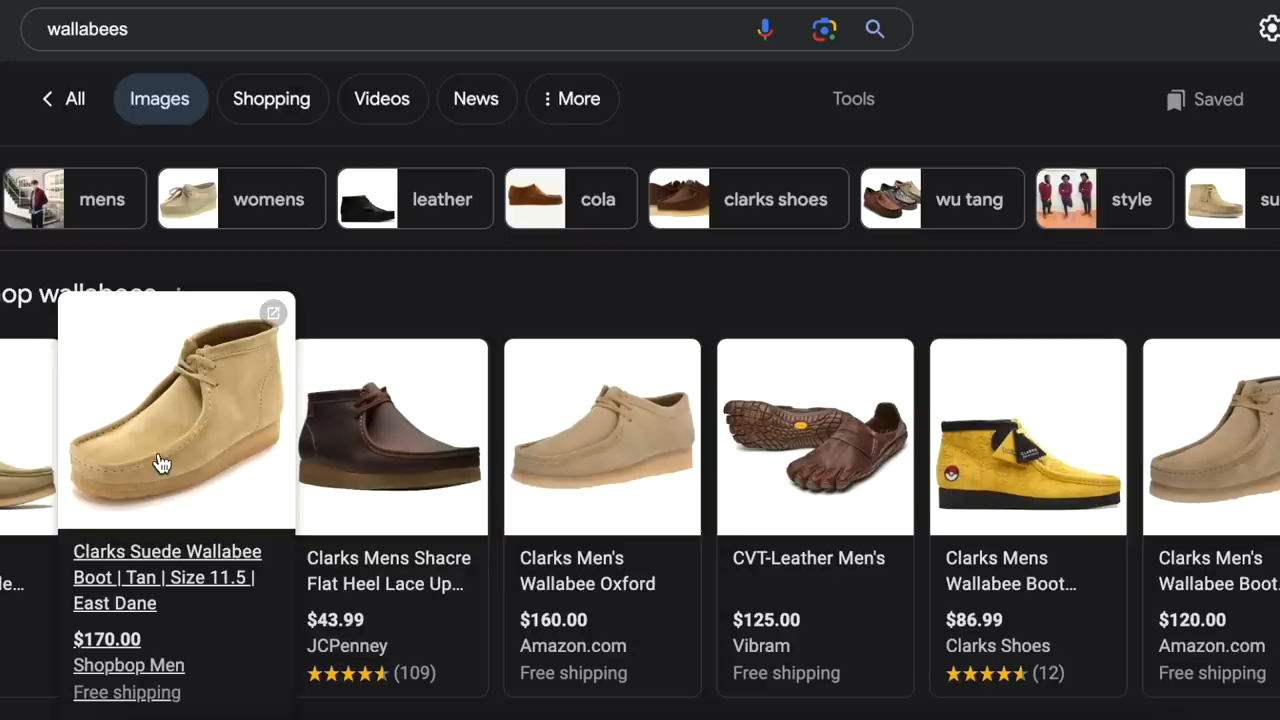 wallabees
All
Images
Shopping
Videos
News
More
Tools
Saved
mens
womens
leather
cola
clarks shoes
wu tang
style
su
op wallabees
Clarks Suede Wallabee
Boot | Tan | Size 11.5 |
East Dane
$170.00
Shopbop Men
Free shipping
Clarks Mens Shacre
Flat Heel Lace Up...
$43.99
JCPenney
(109)
Clarks Men's
Wallabee Oxford
$160.00
Amazon.com
Free shipping
CVT-Leather Men's
$125.00
Vibram
Free shipping
Clarks Mens
Wallabee Boot...
$86.99
Clarks Shoes
(12)
Clarks Men's
Wallabee Boot
$120.00
Amazon.com
Free shipping